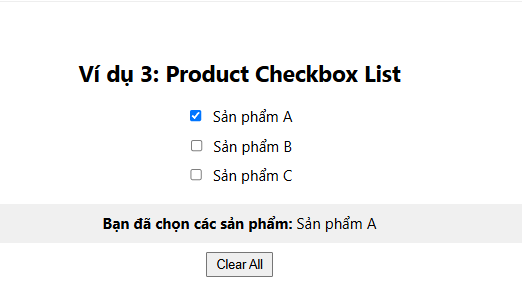 Ví dụ 3: Product Checkbox List
Sản phẩm A
Sản phẩm B
Sản phẩm C
Bạn đã chọn các sản phẩm: Sản phẩm A
Clear All